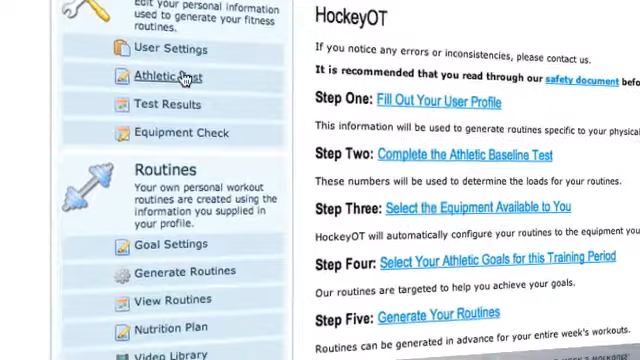 Edit your personal information
used to generate your fitness
routines.
User Settings
Athletic Test
Test Results
Equipment Check
Routines
Your own personal workout
routines are created using the
information you supplied in
your profile.
Goal Settings
Generate Routines
View Routines
Nutrition Plan
Video Library
HockeyOT
If you notice any errors or inconsistencies, please contact us.
It is recommended that you read through our safety document
Step One: Fill Out Your User Profile
This information will be used to generate routines specific to your
Step Two: Complete the Athletic Baseline Test
These numbers will be used to determine the loads for your routines.
Step Three: Select the Equipment Available to You
HockeyOT will automatically configure your routines to the equipment
Step Four: Select Your Athletic Goals for this Training Period
Our routines are targeted to help you achieve your goals.
Step Five: Generate Your Routines
Routines can be generated in advance for your entire week's workouts.